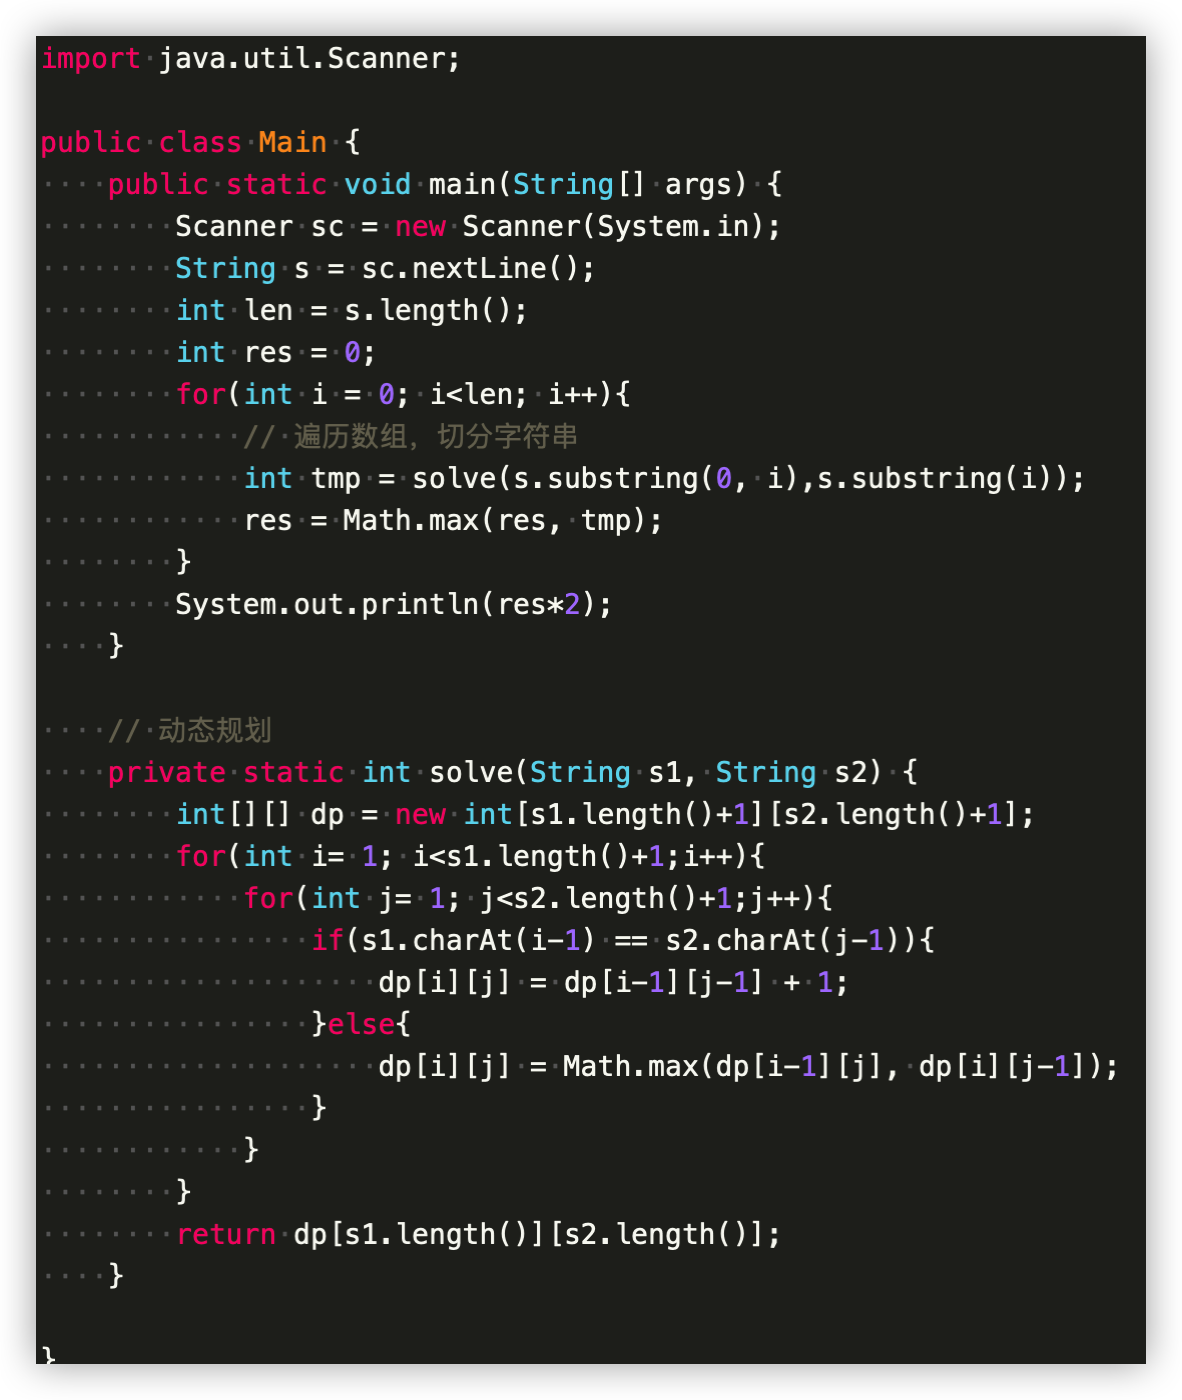 import java.util.Scanner;
public class Main {
    public static void main(String[] args) {
        Scanner sc = new Scanner(System.in);
        String s = sc.nextLine();
        int len = s.length();
        int res = 0;
        for(int i = 0; i<len; i++){
            // 遍历数组，切分字符串
            int tmp = solve(s.substring(0, i),s.substring(i));
            res = Math.max(res, tmp);
        }
        System.out.println(res*2);
    }
    // 动态规划
    private static int solve(String s1, String s2) {
        int[][] dp = new int[s1.length()+1][s2.length()+1];
        for(int i= 1; i<s1.length()+1;i++){
            for(int j= 1; j<s2.length()+1;j++){
                if(s1.charAt(i-1) == s2.charAt(j-1)){
                    dp[i][j] = dp[i-1][j-1] + 1;
                }else{
                    dp[i][j] = Math.max(dp[i-1][j], dp[i][j-1]);
                }
            }
        }
        return dp[s1.length()][s2.length()];
    }
}